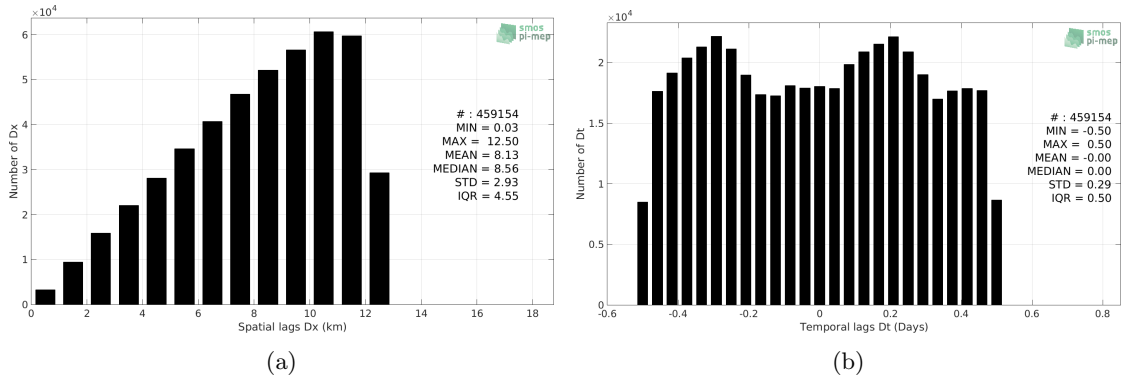 ×10⁴
6
5
4
3
2
1
0
Number of Dx
0 2 4 6 8 10 12 14 16 18
Spatial lags Dx (km)
smos
pi-mep
# : 459154
MIN = 0.03
MAX = 12.50
MEAN = 8.13
MEDIAN = 8.56
STD = 2.93
IQR = 4.55
(a)
×10⁴
2
1.5
1
0.5
0
Number of Dt
-0.6 -0.4 -0.2 0 0.2 0.4 0.6 0.8
Temporal lags Dt (Days)
smos
pi-mep
# : 459154
MIN = -0.50
MAX = 0.50
MEAN = -0.00
MEDIAN = 0.00
STD = 0.29
IQR = 0.50
(b)